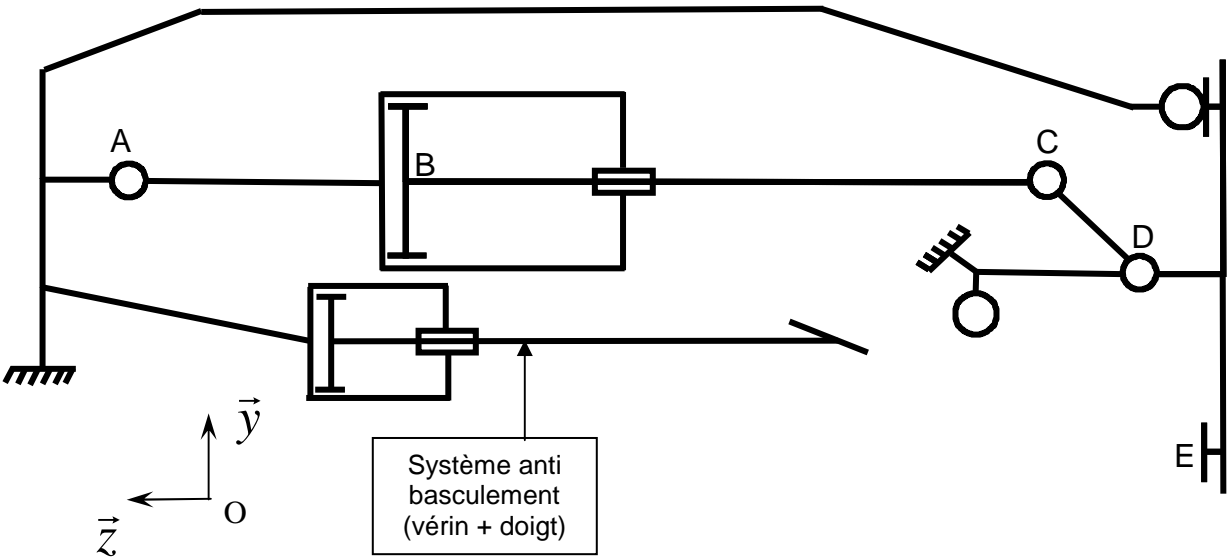 A
B
C
D
E
y
z
o
Système anti
basculement
(vérin + doigt)